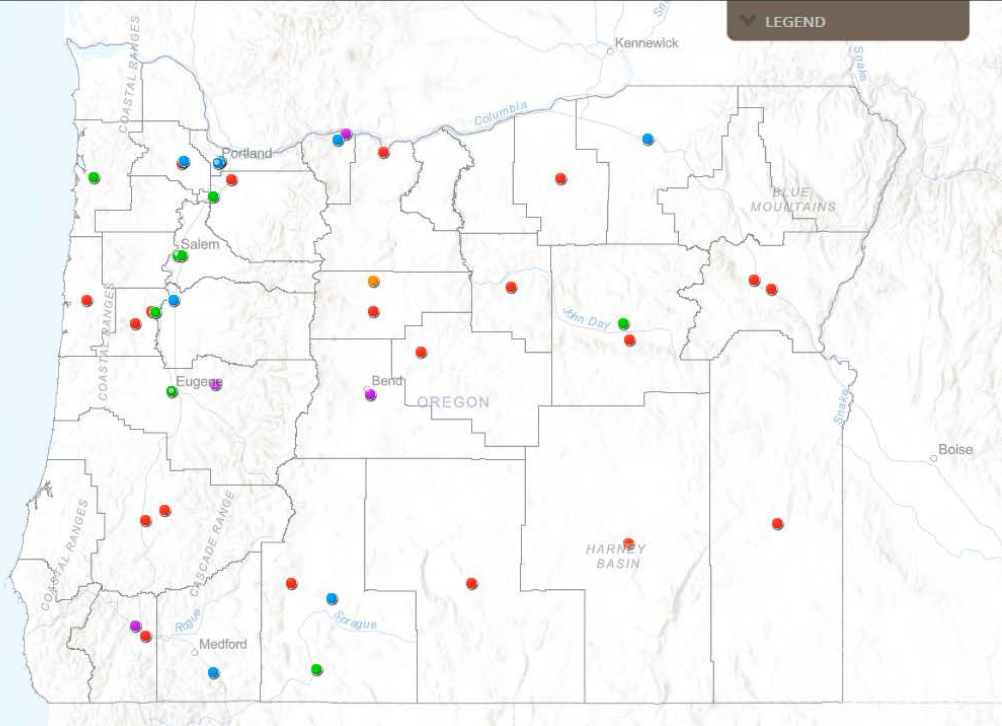 LEGEND
Snake
Kennewick
COASTAL RANGES
Columbia
Portland
BLUE
MOUNTAINS
Salem
COASTAL RANGES
John Day
Eugene
Bend
OREGON
Snake
Boise
COASTAL RANGES
CASCADE RANGE
HARNEY
BASIN
Rogue
Sprague
Medford